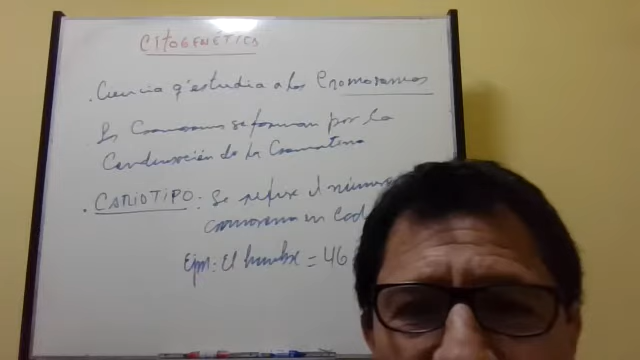 CITOGENÉTICA
. Ciencia q' estudia a los Cromosomas
Los Cromosomas se forman por la
Condensación de la Cromatina
. CARIOTIPO: Se refiere el número
cromosoma en Cad
Ejm: El hombre = 46